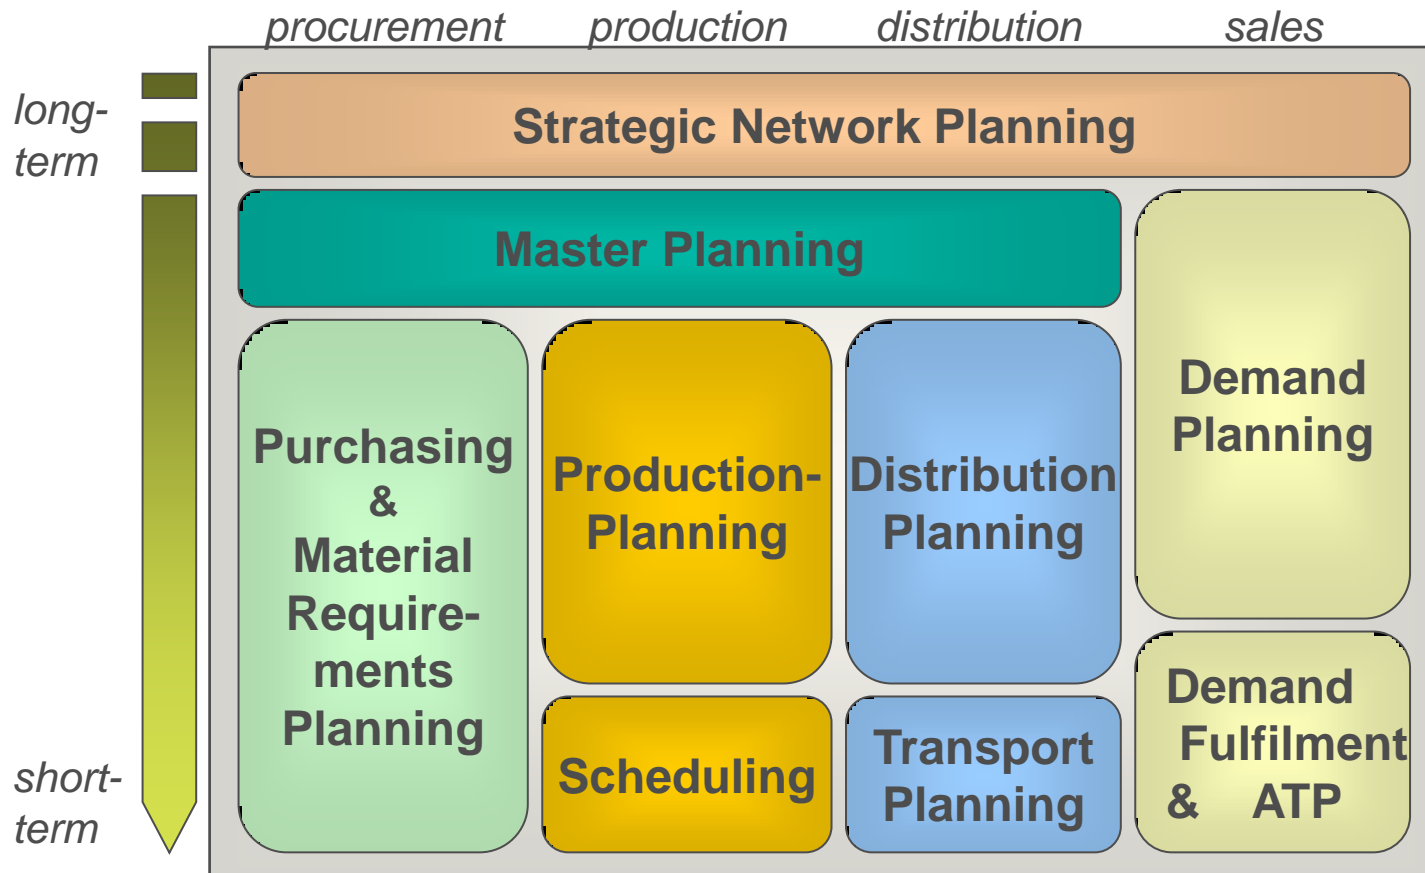 procurement production distribution sales
long-
term
Strategic Network Planning
Master Planning
Purchasing
&
Material
Require-
ments
Planning
Production-
Planning
Distribution
Planning
Demand
Planning
Scheduling
Transport
Planning
Demand
Fulfilment
& ATP
short-
term